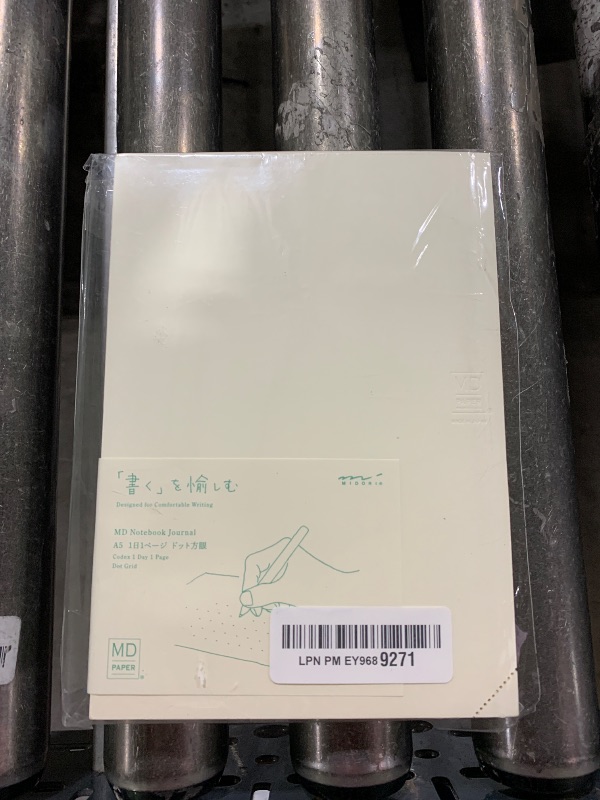 「書く」を愉しむ
Designed for Comfortable Writing
MIDORI®
MD Notebook Journal
A5 1日1ページ ドット方眼
Codex 1 Day 1 Page
Dot Grid
MD
PAPER
LPN PM EY968 9271
MD